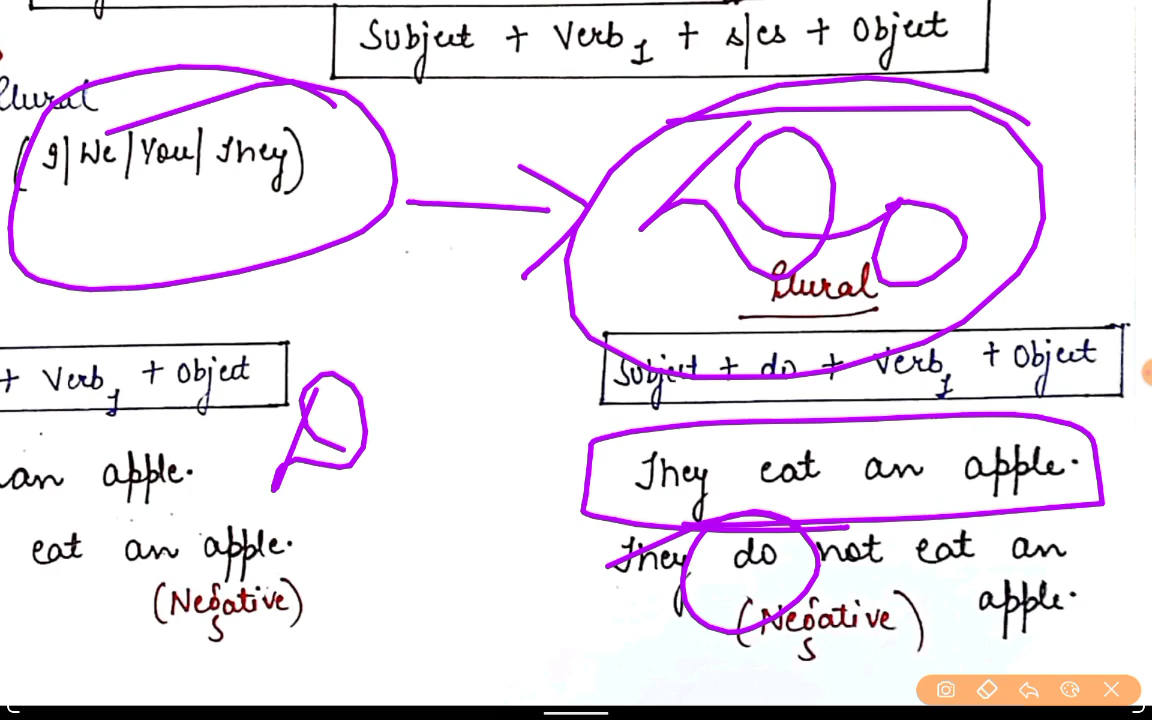 Subject + Verb1 + s/es + Object
Plural
(I/We/You/They)
Plural
+ Verb1 + Object
Subject + do + Verb1 + Object
an apple.
They eat an apple.
eat an apple.
(Negative)
They do not eat an
apple.
(Negative)